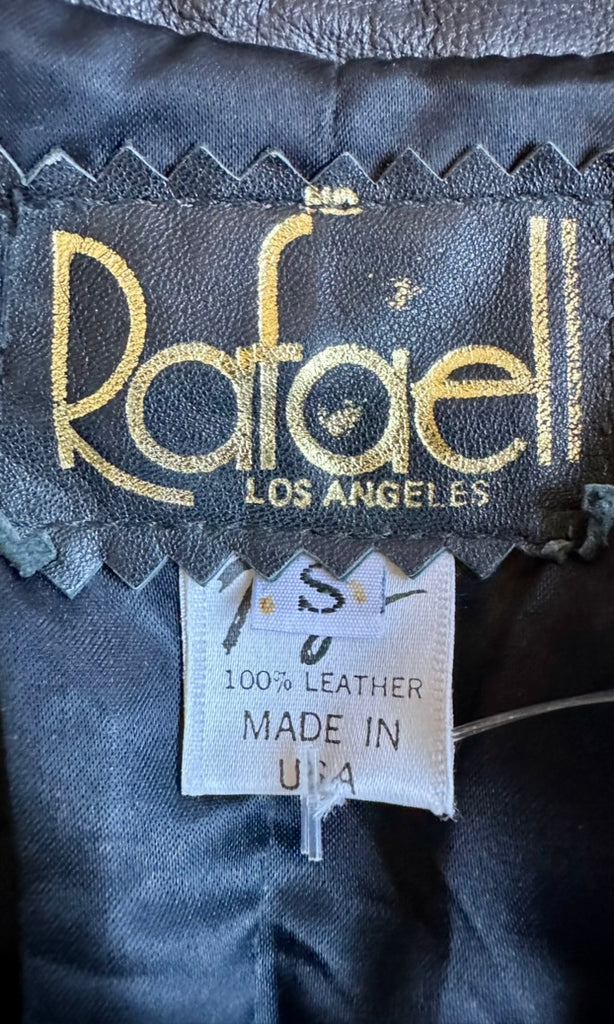 Rafaell
LOS ANGELES
S
100% LEATHER
MADE IN
USA